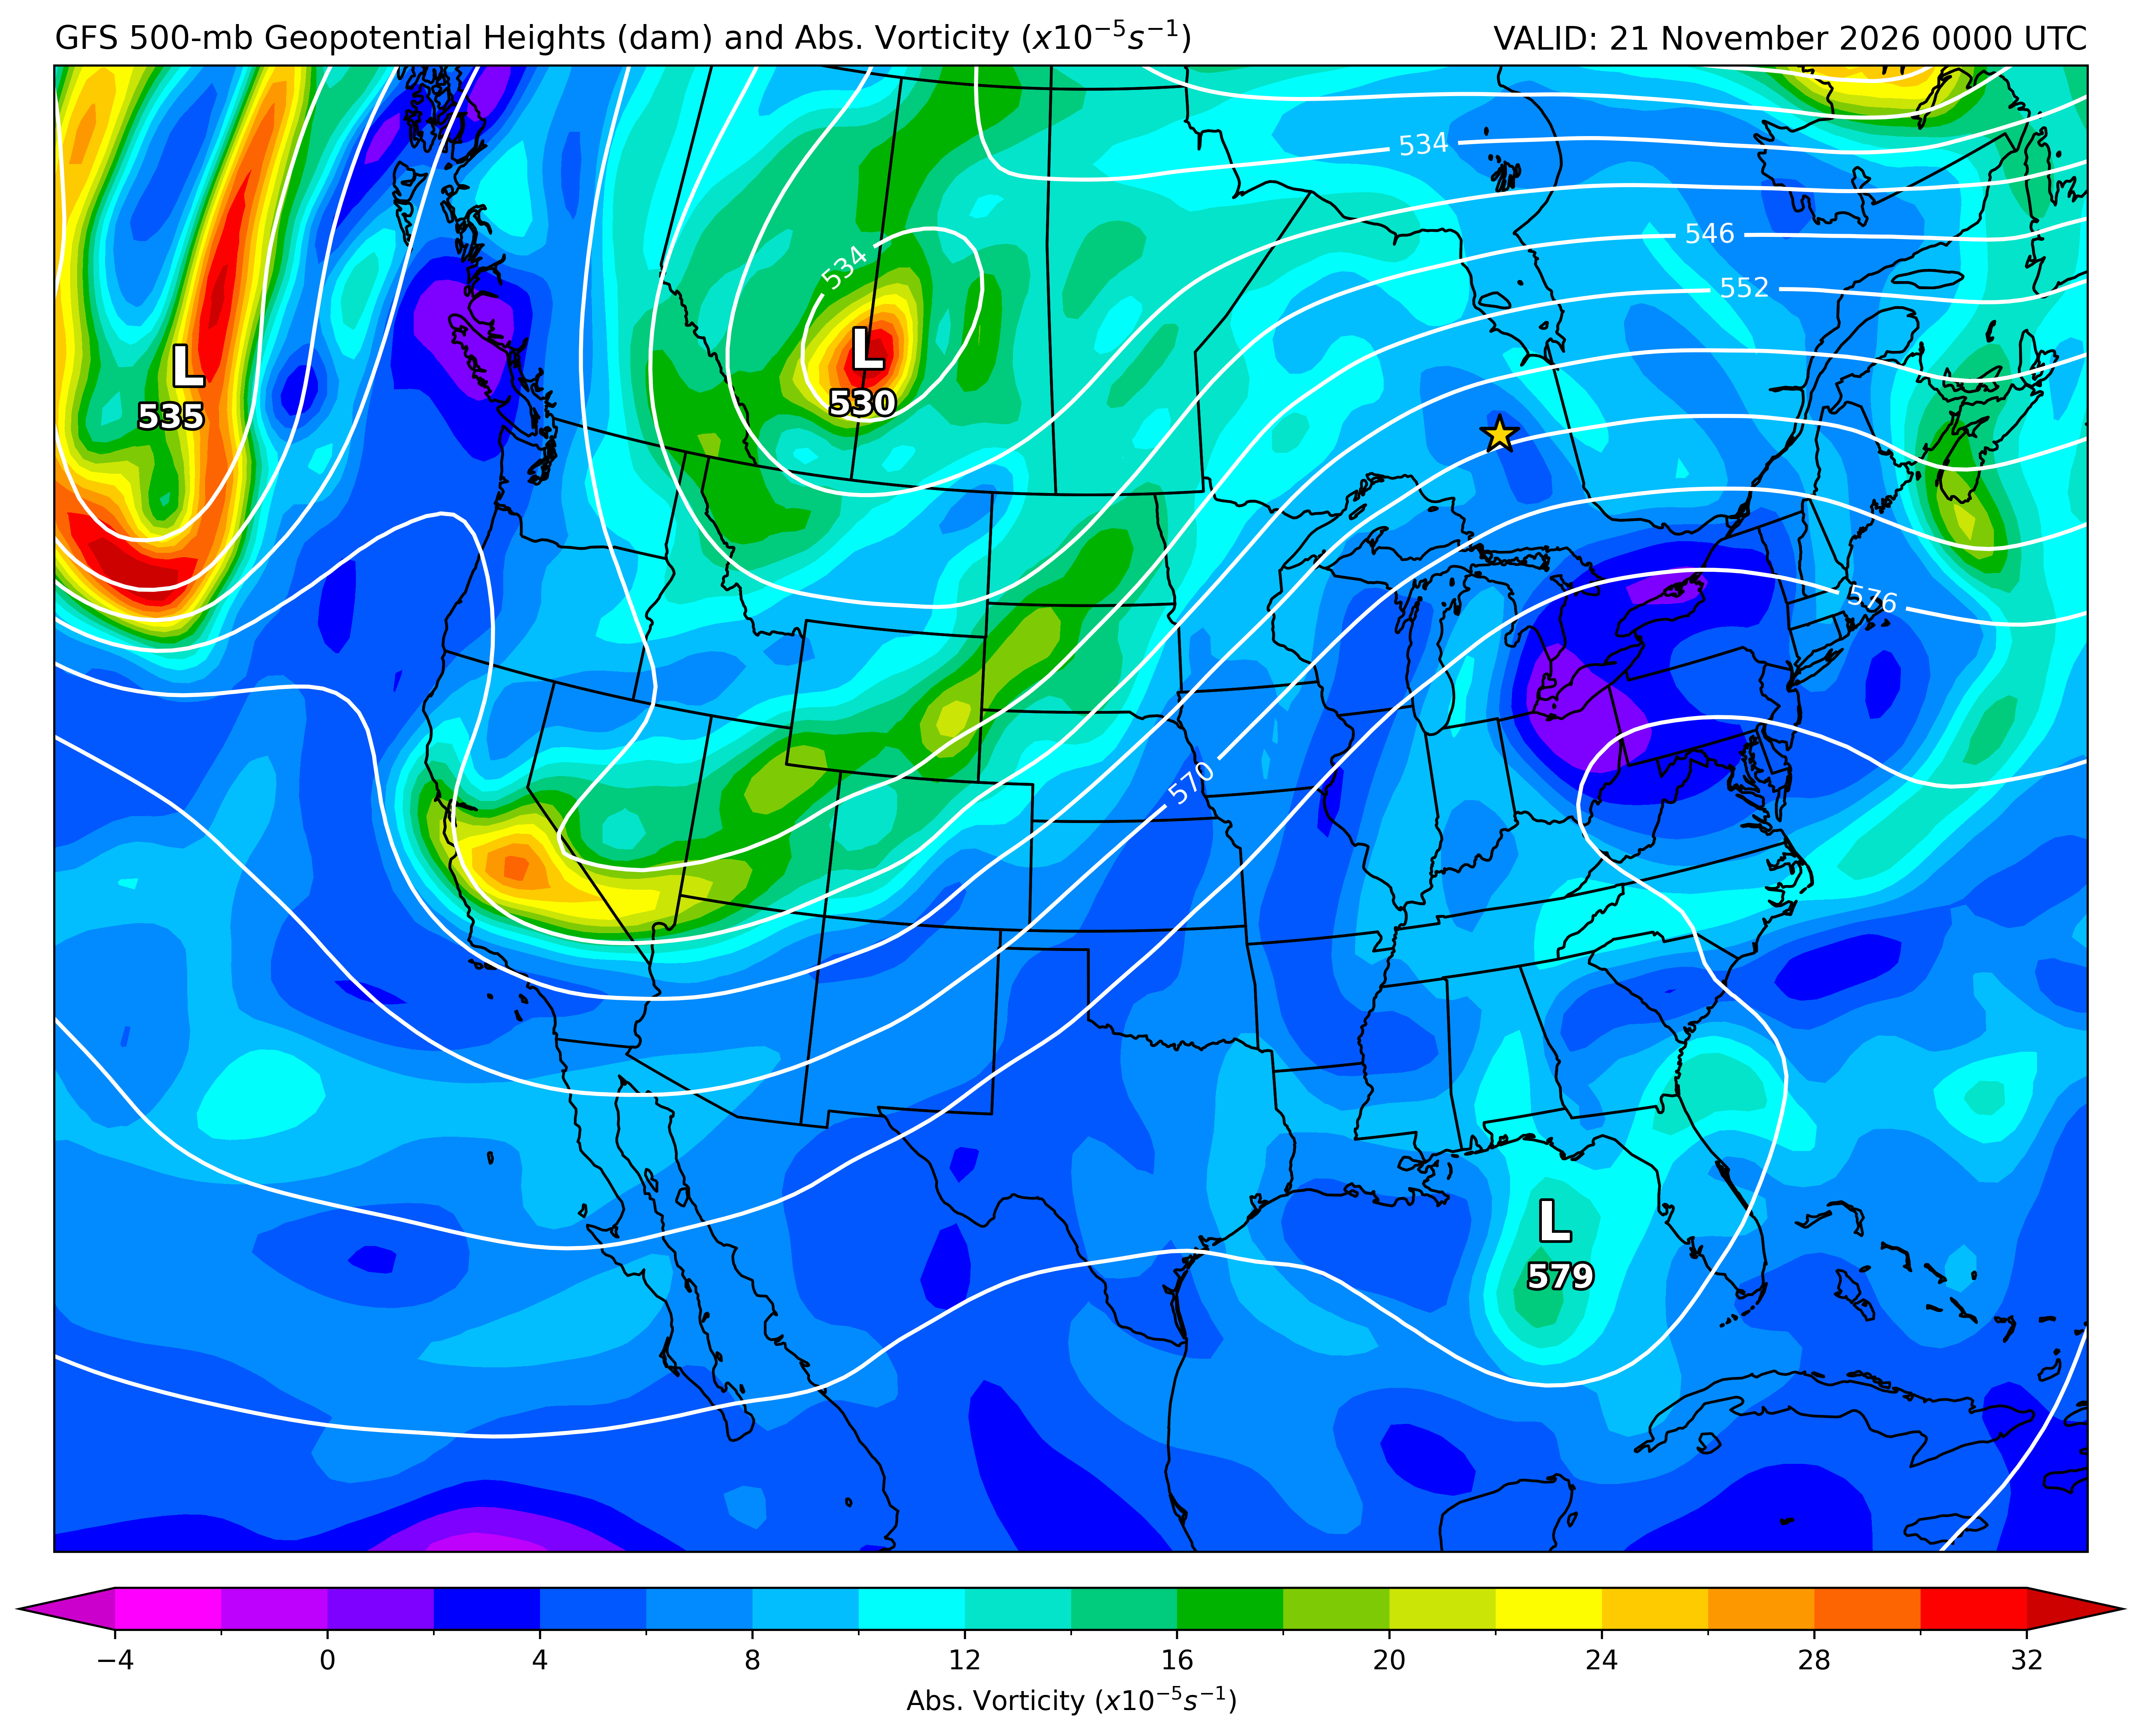 GFS 500-mb Geopotential Heights (dam) and Abs. Vorticity (x10⁻⁵s⁻¹)
VALID: 21 November 2026 0000 UTC
534
546
552
534
L
530
L
535
576
570
L
579
−4 0 4 8 12 16 20 24 28 32
Abs. Vorticity (x10⁻⁵s⁻¹)